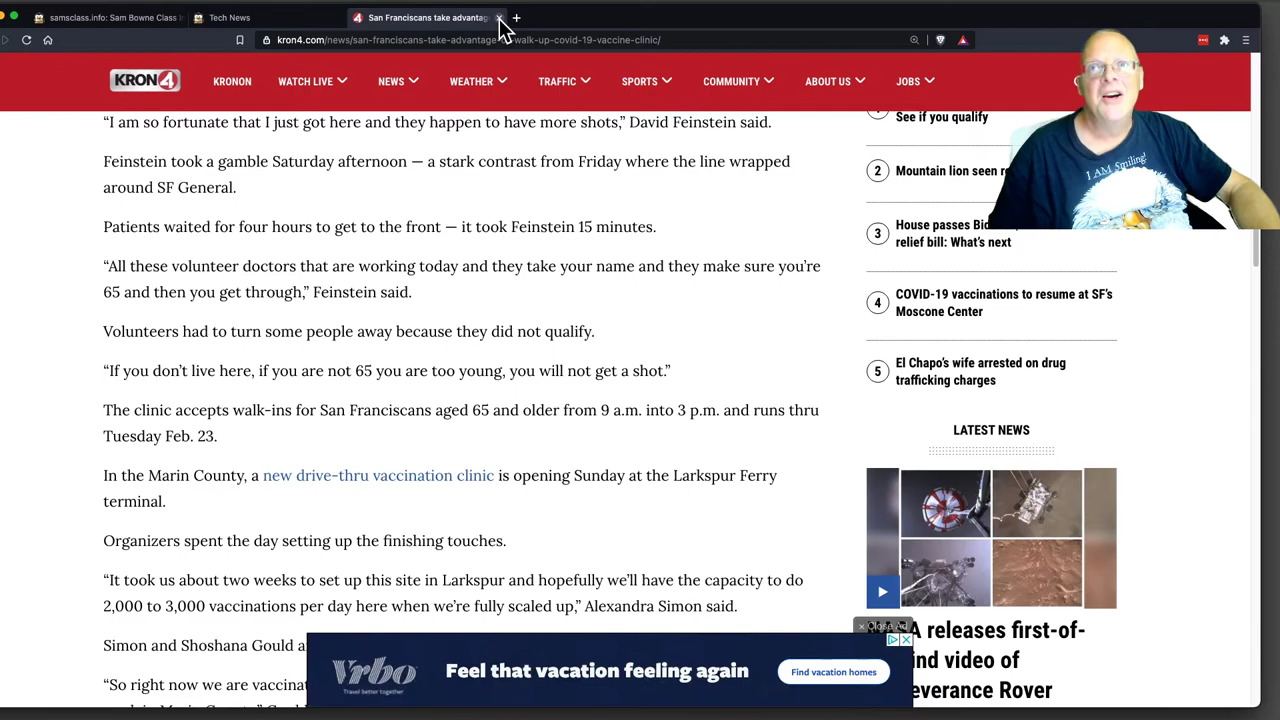 samsclass.info: Sam Bowne Class I
Tech News
San Franciscans take advantag
kron4.com/news/san-franciscans-take-advantage walk-up-covid-19-vaccine-clinic/
KRON4 KRONON WATCH LIVE NEWS WEATHER TRAFFIC SPORTS COMMUNITY ABOUT US JOBS
“I am so fortunate that I just got here and they happen to have more shots,” David Feinstein said.
Feinstein took a gamble Saturday afternoon — a stark contrast from Friday where the line wrapped
around SF General.
Patients waited for four hours to get to the front — it took Feinstein 15 minutes.
“All these volunteer doctors that are working today and they take your name and they make sure you’re
65 and then you get through,” Feinstein said.
Volunteers had to turn some people away because they did not qualify.
“If you don’t live here, if you are not 65 you are too young, you will not get a shot.”
The clinic accepts walk-ins for San Franciscans aged 65 and older from 9 a.m. into 3 p.m. and runs thru
Tuesday Feb. 23.
In the Marin County, a new drive-thru vaccination clinic is opening Sunday at the Larkspur Ferry
terminal.
Organizers spent the day setting up the finishing touches.
“It took us about two weeks to set up this site in Larkspur and hopefully we’ll have the capacity to do
2,000 to 3,000 vaccinations per day here when we’re fully scaled up,” Alexandra Simon said.
Simon and Shoshana Gould a
“So right now we are vaccinat
See if you qualify
2 Mountain lion seen r
3 House passes Bid
relief bill: What’s next
4 COVID-19 vaccinations to resume at SF’s
Moscone Center
5 El Chapo’s wife arrested on drug
trafficking charges
LATEST NEWS
A releases first-of-
ind video of
everance Rover
I AM Smiling!
× Close Ad
Vrbo
Travel better together
Feel that vacation feeling again
Find vacation homes